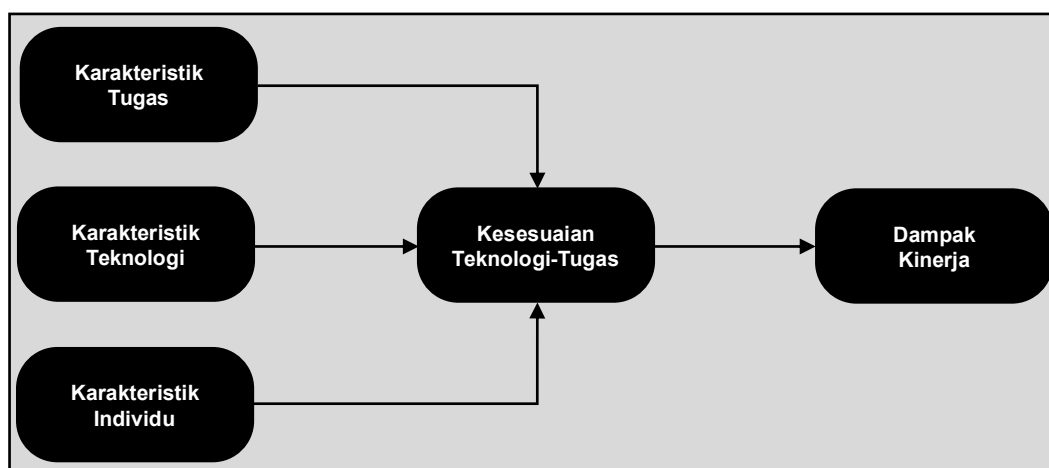 Karakteristik
Tugas
Karakteristik
Teknologi
Kesesuaian
Teknologi-Tugas
Dampak
Kinerja
Karakteristik
Individu